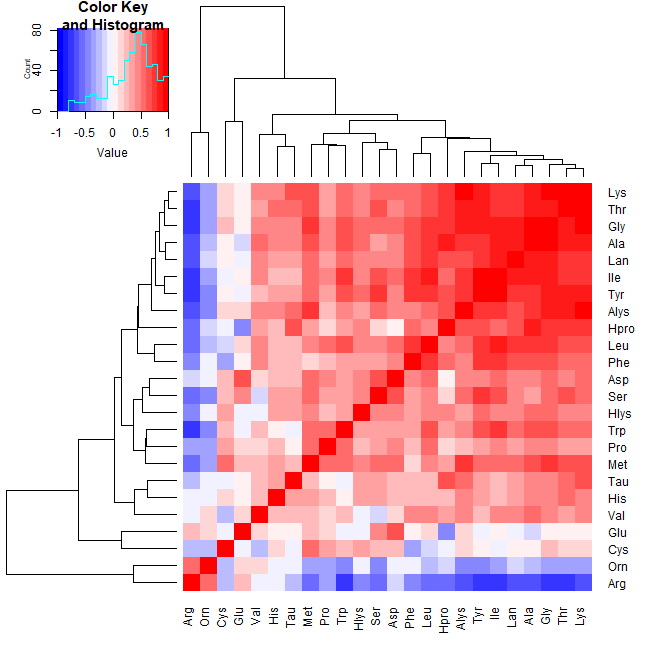 Color Key
and Histogram
Count
0 40 80
-1 -0.5 0 0.5 1
Value
Lys
Thr
Gly
Ala
Lan
Ile
Tyr
Alys
Hpro
Leu
Phe
Asp
Ser
Hlys
Trp
Pro
Met
Tau
His
Val
Glu
Cys
Orn
Arg
Arg Orn Cys Glu Val His Tau Met Pro Trp Hlys Ser Asp Phe Leu Hpro Alys Tyr Ile Lan Ala Gly Thr Lys